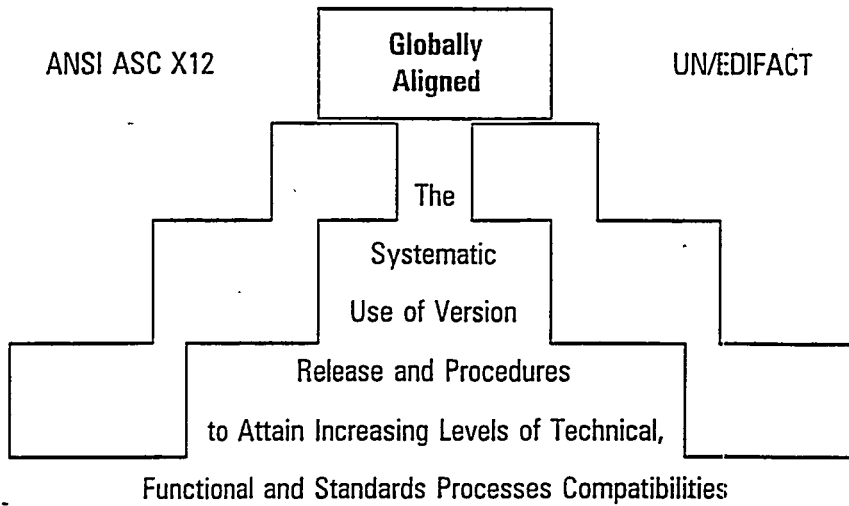 ANSI ASC X12
Globally
Aligned
UN/EDIFACT
The
Systematic
Use of Version
Release and Procedures
to Attain Increasing Levels of Technical,
Functional and Standards Processes Compatibilities